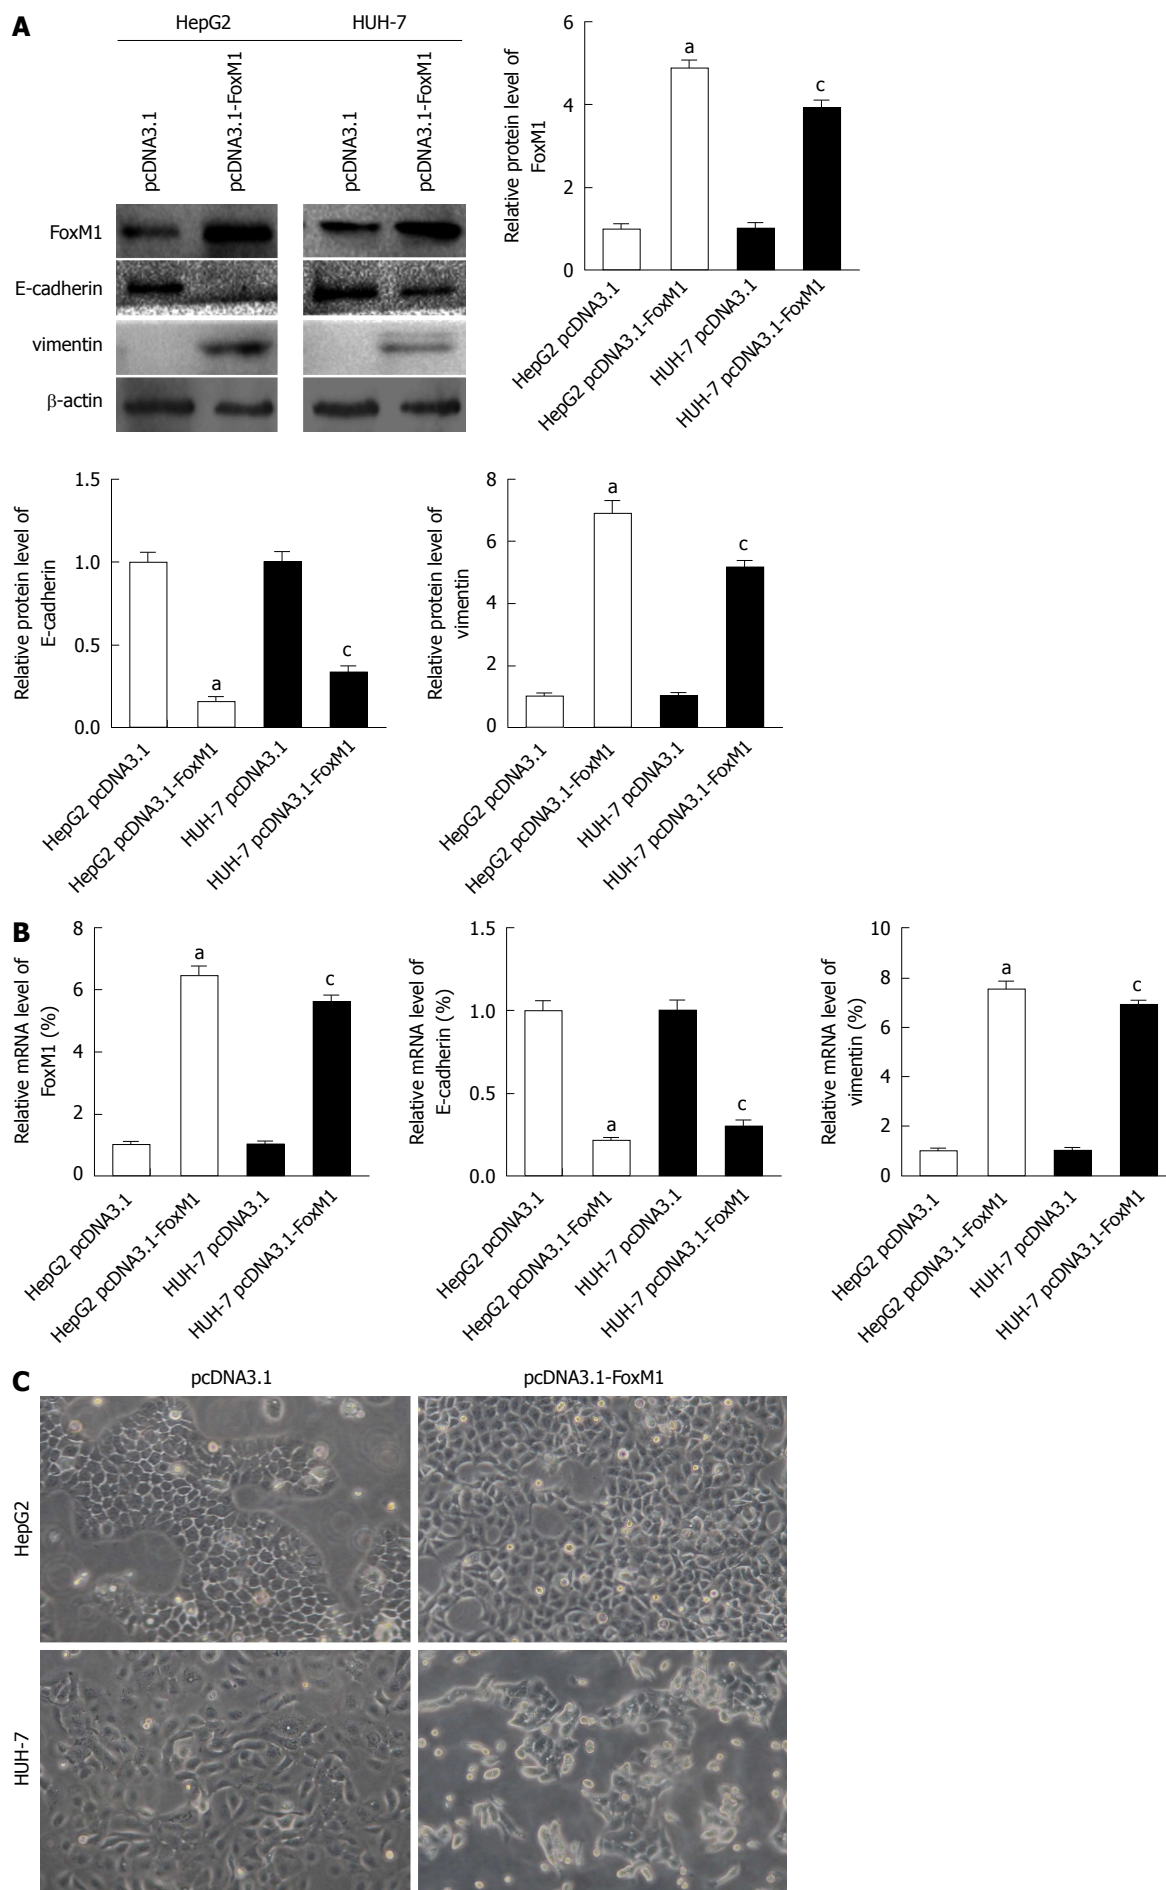 A
HepG2
HUH-7
pcDNA3.1
pcDNA3.1-FoxM1
pcDNA3.1
pcDNA3.1-FoxM1
FoxM1
E-cadherin
vimentin
β-actin
Relative protein level of
FoxM1
6
4
2
0
a
c
HepG2 pcDNA3.1
HepG2 pcDNA3.1-FoxM1
HUH-7 pcDNA3.1
HUH-7 pcDNA3.1-FoxM1
Relative protein level of
E-cadherin
1.5
1.0
0.5
0.0
a
c
HepG2 pcDNA3.1
HepG2 pcDNA3.1-FoxM1
HUH-7 pcDNA3.1
HUH-7 pcDNA3.1-FoxM1
Relative protein level of
vimentin
8
6
4
2
0
a
c
HepG2 pcDNA3.1
HepG2 pcDNA3.1-FoxM1
HUH-7 pcDNA3.1
HUH-7 pcDNA3.1-FoxM1
B
Relative mRNA level of
FoxM1 (%)
8
6
4
2
0
a
c
HepG2 pcDNA3.1
HepG2 pcDNA3.1-FoxM1
HUH-7 pcDNA3.1
HUH-7 pcDNA3.1-FoxM1
Relative mRNA level of
E-cadherin (%)
1.5
1.0
0.5
0.0
a
c
HepG2 pcDNA3.1
HepG2 pcDNA3.1-FoxM1
HUH-7 pcDNA3.1
HUH-7 pcDNA3.1-FoxM1
Relative mRNA level of
vimentin (%)
10
8
6
4
2
0
a
c
HepG2 pcDNA3.1
HepG2 pcDNA3.1-FoxM1
HUH-7 pcDNA3.1
HUH-7 pcDNA3.1-FoxM1
C
pcDNA3.1
pcDNA3.1-FoxM1
HepG2
HUH-7